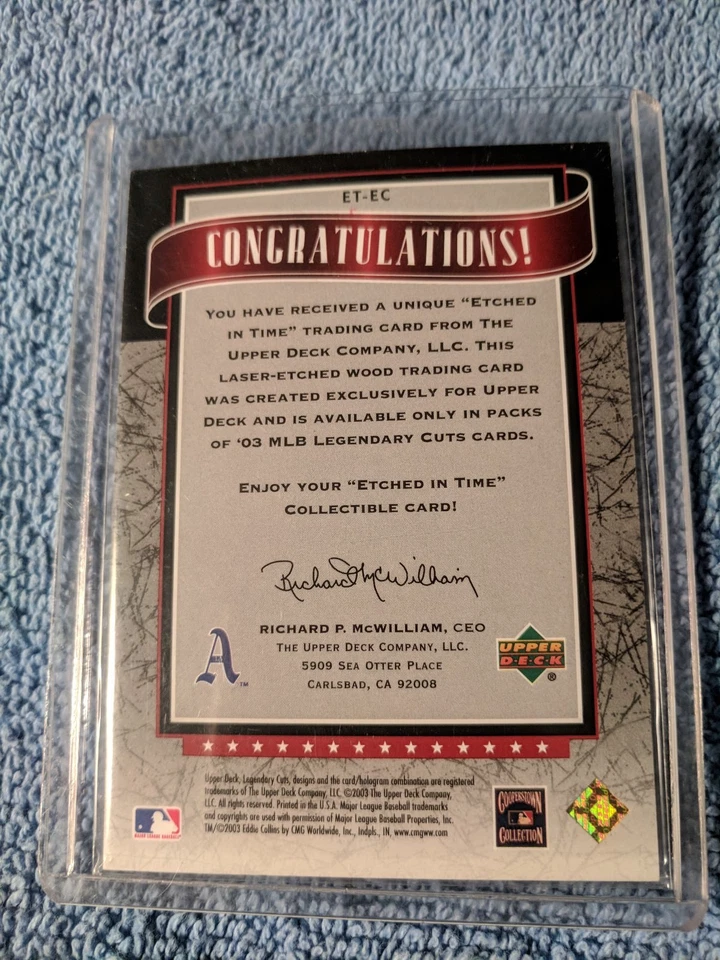 ET-EC
CONGRATULATIONS!
YOU HAVE RECEIVED A UNIQUE "ETCHED
IN TIME" TRADING CARD FROM THE
UPPER DECK COMPANY, LLC. THIS
LASER-ETCHED WOOD TRADING CARD
WAS CREATED EXCLUSIVELY FOR UPPER
DECK AND IS AVAILABLE ONLY IN PACKS
OF '03 MLB LEGENDARY CUTS CARDS.
ENJOY YOUR "ETCHED IN TIME"
COLLECTIBLE CARD!
Richard McWilliam
RICHARD P. MCWILLIAM, CEO
THE UPPER DECK COMPANY, LLC.
5909 SEA OTTER PLACE
CARLSBAD, CA 92008
A™
UPPER
DECK
®
Upper Deck, Legendary Cuts, designs and the card/hologram combination are registered
trademarks of The Upper Deck Company, LLC. ©2003 The Upper Deck Company,
LLC. All rights reserved. Printed in the U.S.A. Major League Baseball trademarks
and copyrights are used with permission of Major League Baseball Properties, Inc.
TM/©2003 Eddie Collins by CMG Worldwide, Inc., Indpls., IN, www.cmgww.com
MAJOR LEAGUE BASEBALL
COOPERSTOWN
COLLECTION